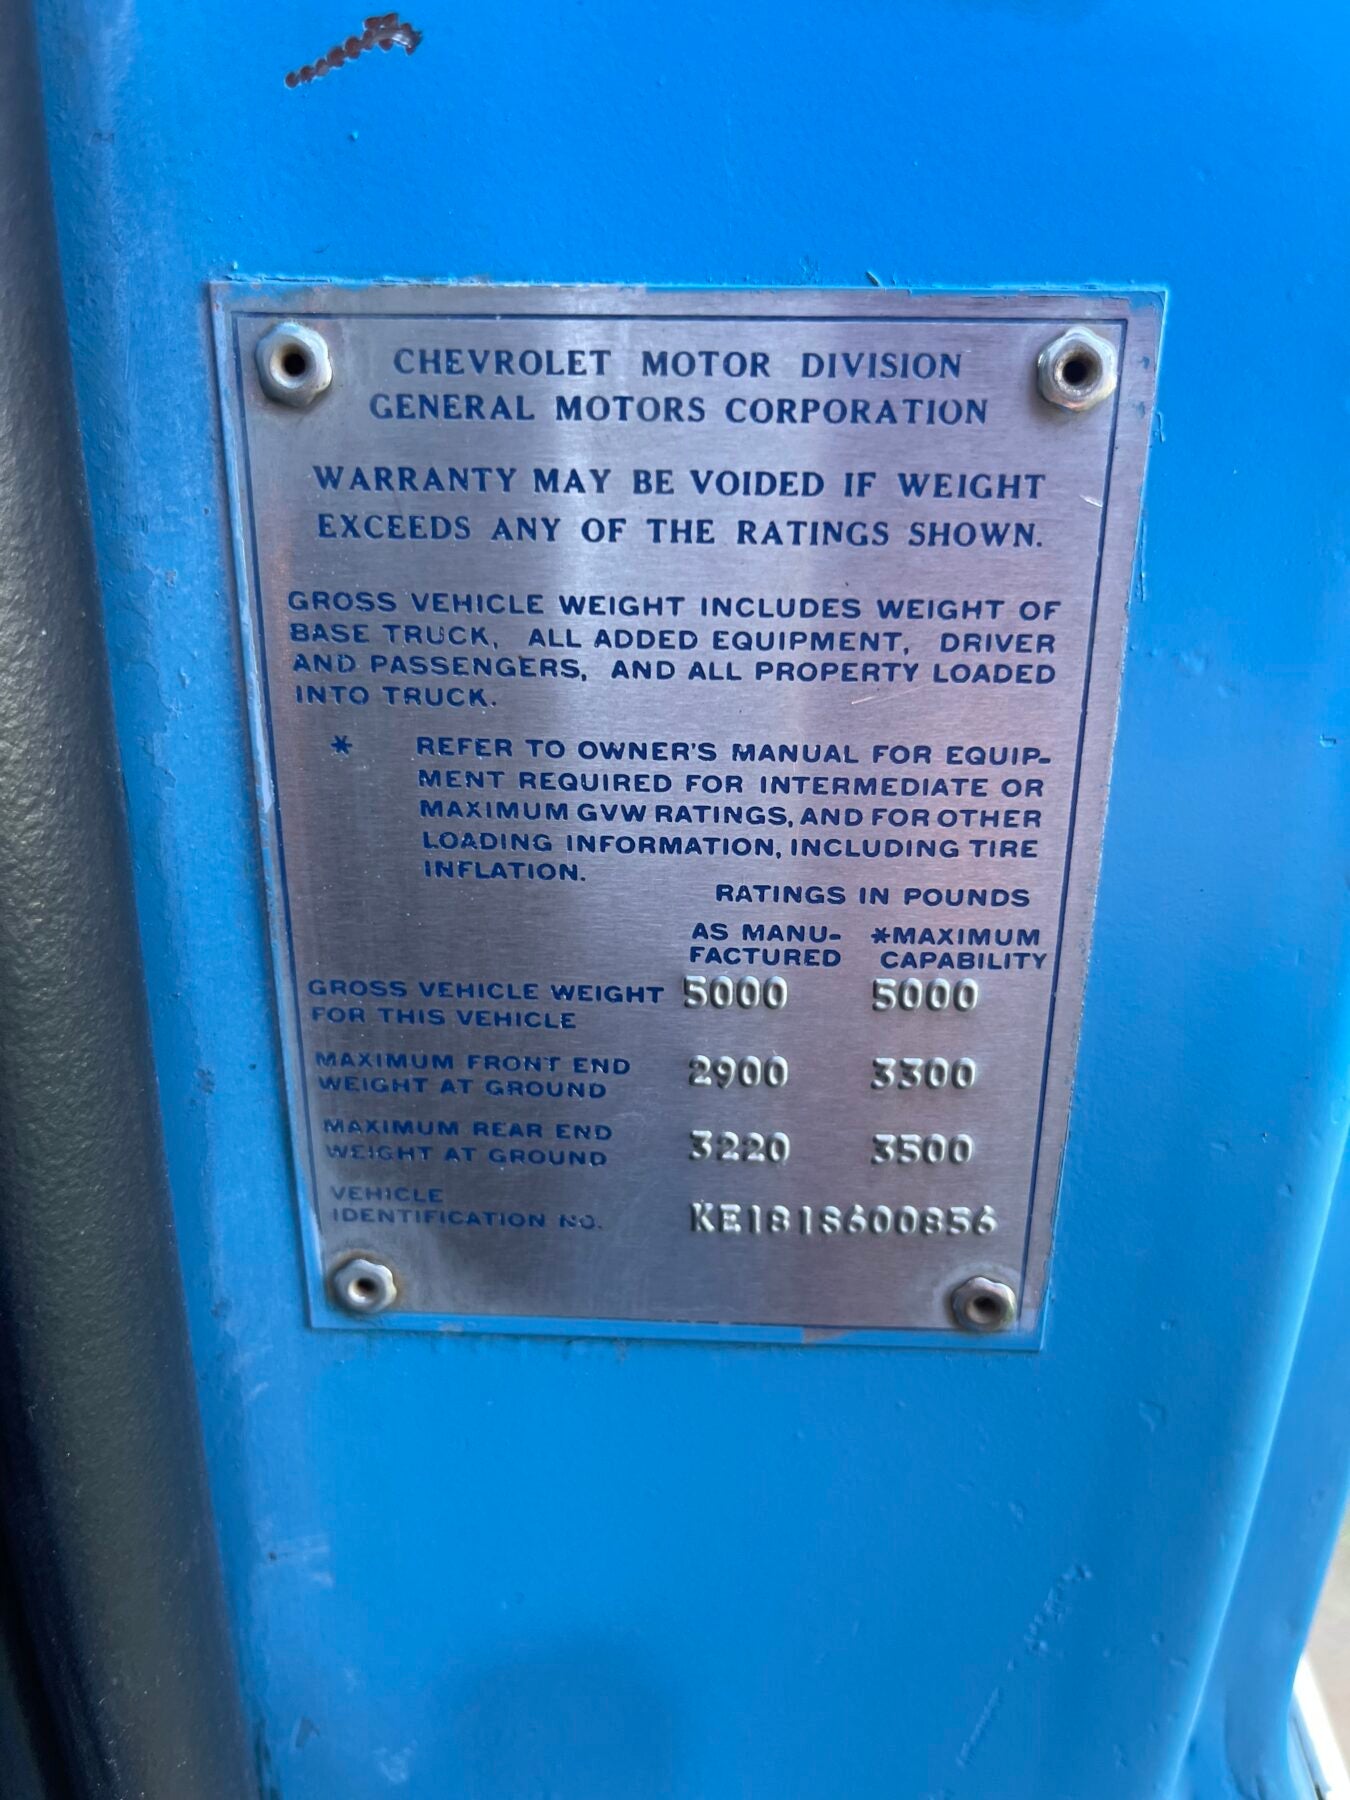 CHEVROLET MOTOR DIVISION
GENERAL MOTORS CORPORATION
WARRANTY MAY BE VOIDED IF WEIGHT
EXCEEDS ANY OF THE RATINGS SHOWN.
GROSS VEHICLE WEIGHT INCLUDES WEIGHT OF
BASE TRUCK, ALL ADDED EQUIPMENT, DRIVER
AND PASSENGERS, AND ALL PROPERTY LOADED
INTO TRUCK.
* REFER TO OWNER'S MANUAL FOR EQUIP-
MENT REQUIRED FOR INTERMEDIATE OR
MAXIMUM GVW RATINGS, AND FOR OTHER
LOADING INFORMATION, INCLUDING TIRE
INFLATION.
RATINGS IN POUNDS
AS MANU- *MAXIMUM
FACTURED CAPABILITY
GROSS VEHICLE WEIGHT 5000 5000
FOR THIS VEHICLE
MAXIMUM FRONT END 2900 3300
WEIGHT AT GROUND
MAXIMUM REAR END 3220 3500
WEIGHT AT GROUND
VEHICLE
IDENTIFICATION NO. KE181S600856